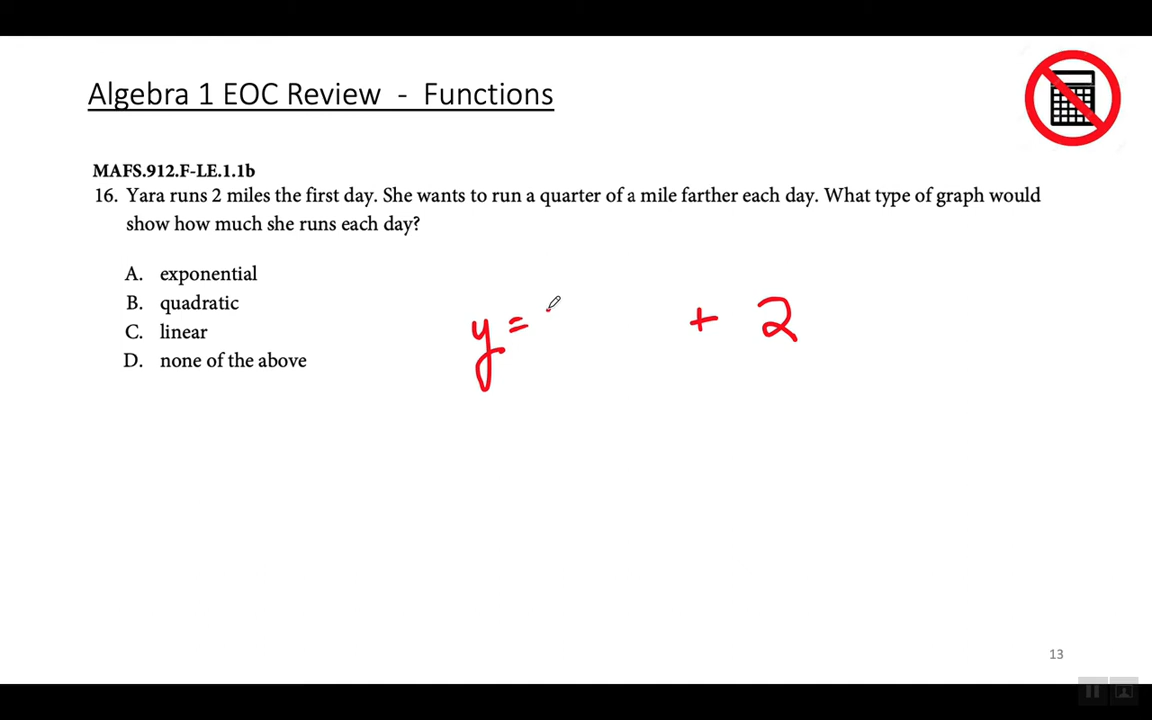 Algebra 1 EOC Review - Functions
MAFS.912.F-LE.1.1b
16. Yara runs 2 miles the first day. She wants to run a quarter of a mile farther each day. What type of graph would
show how much she runs each day?
A. exponential
B. quadratic
C. linear
D. none of the above
y = + 2
13